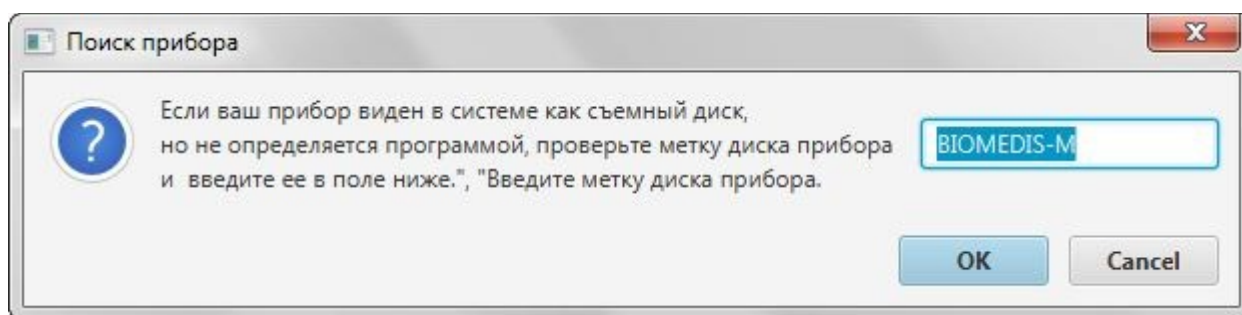 Поиск прибора
Если ваш прибор виден в системе как съемный диск,
но не определяется программой, проверьте метку диска прибора
и введите ее в поле ниже.", "Введите метку диска прибора.
BIOMEDIS-M
OK
Cancel